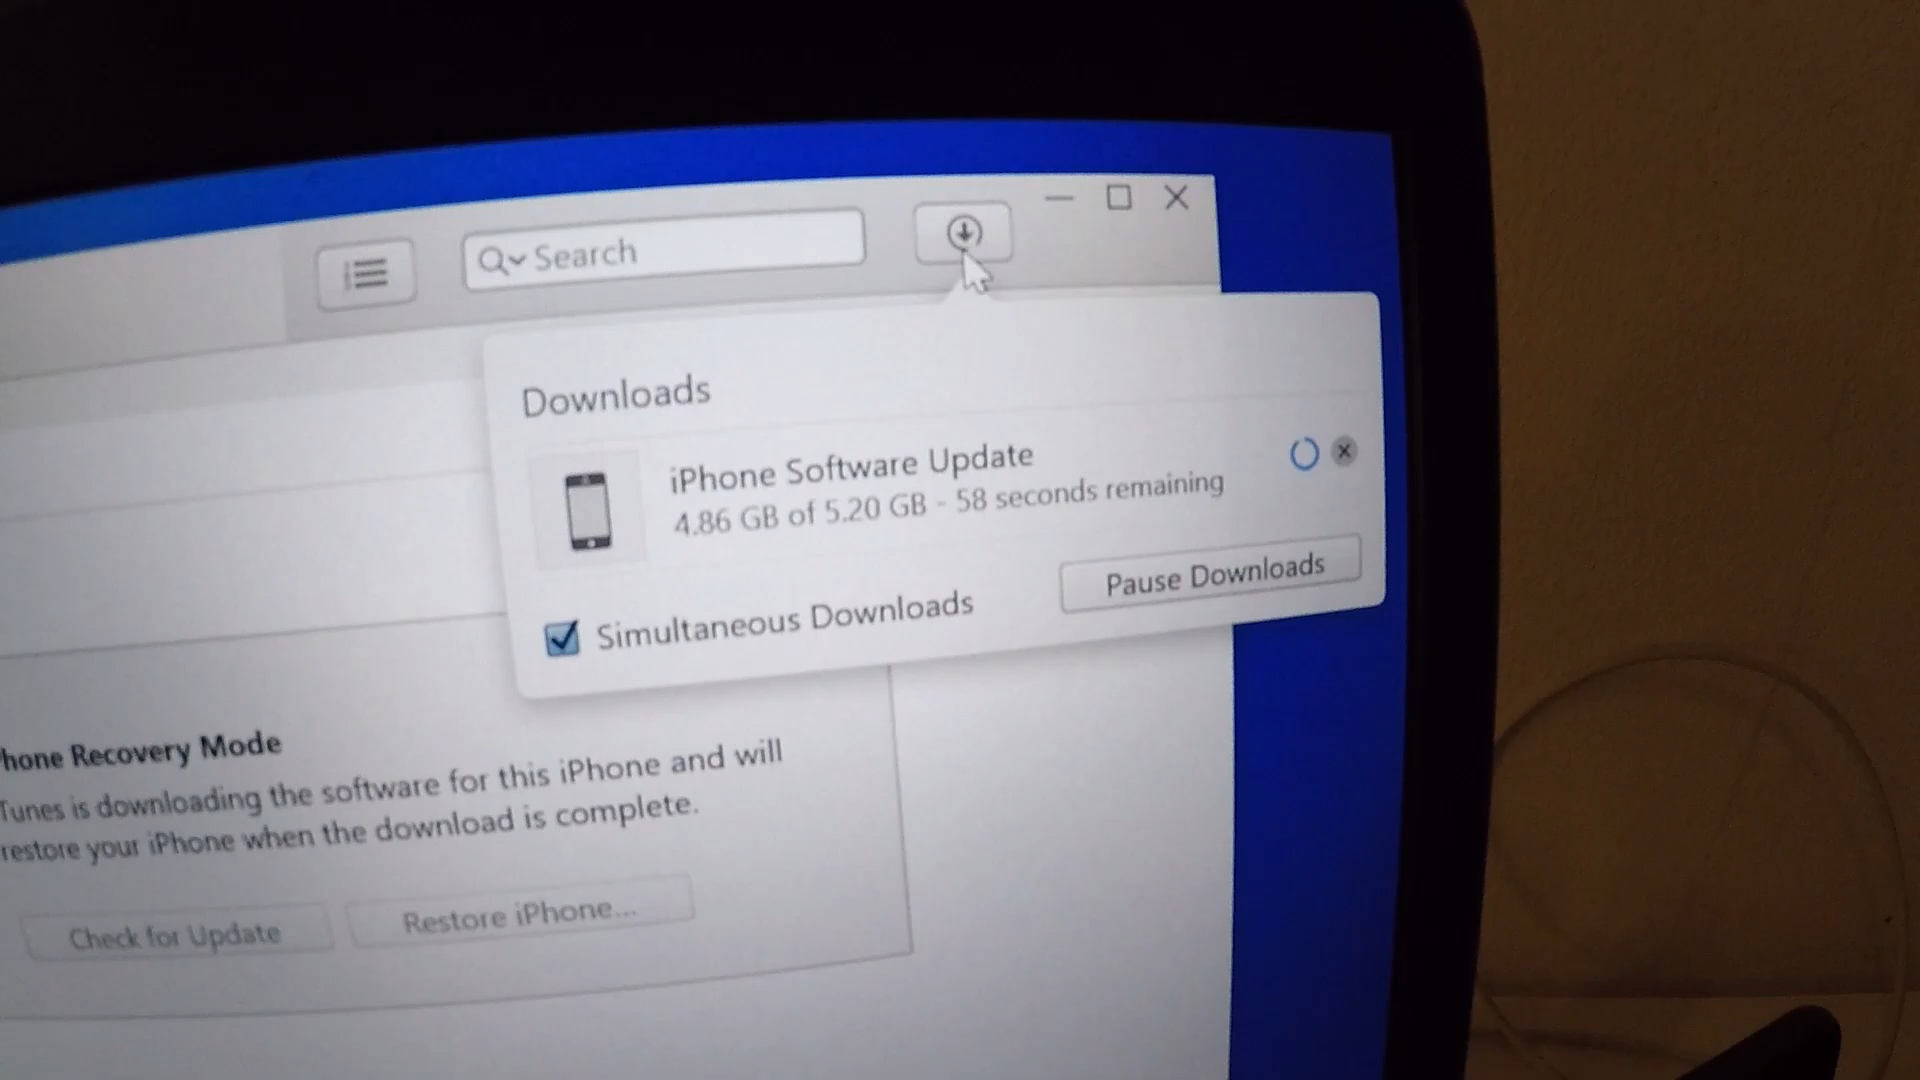 Search
Downloads
iPhone Software Update
4.86 GB of 5.20 GB - 58 seconds remaining
Pause Downloads
Simultaneous Downloads
hone Recovery Mode
Tunes is downloading the software for this iPhone and will
restore your iPhone when the download is complete.
Check for Update
Restore iPhone...